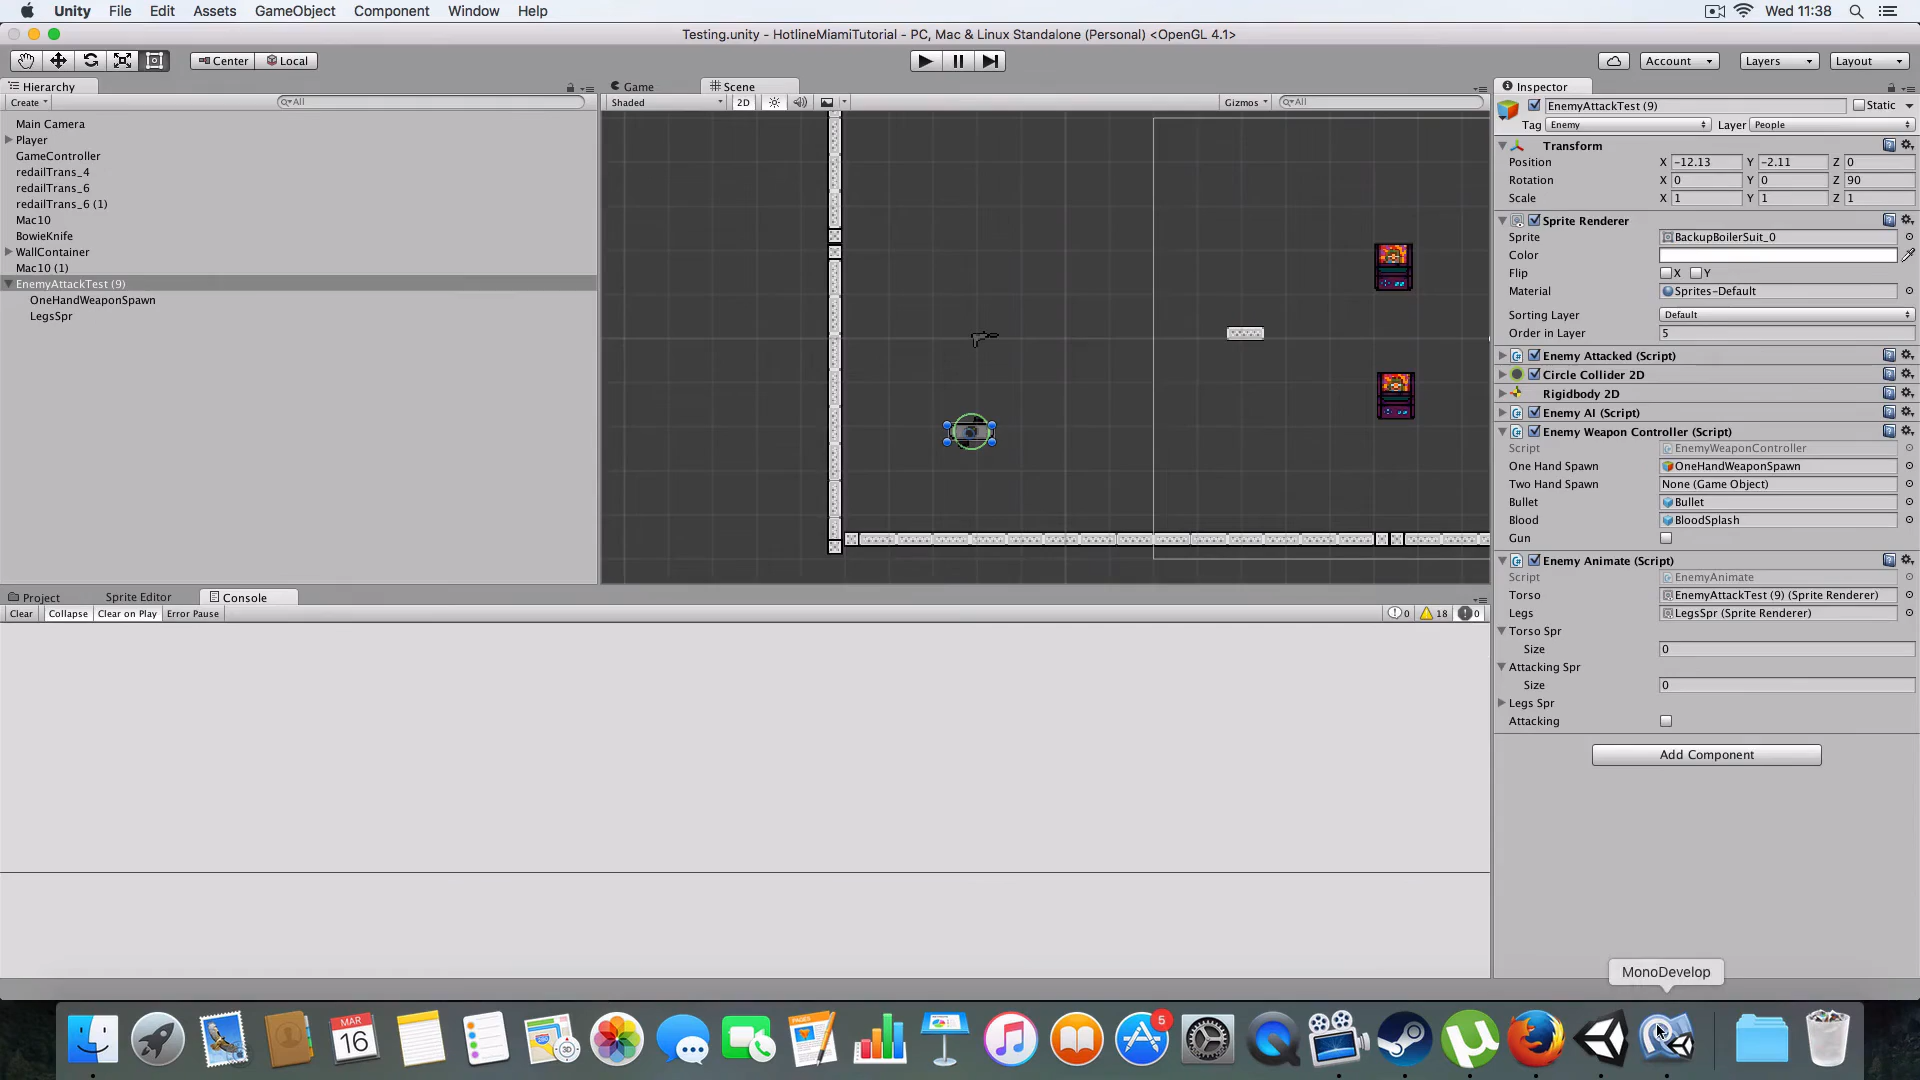 Unity File Edit Assets GameObject Component Window Help Wed 11:38
Testing.unity - HotlineMiamiTutorial - PC, Mac & Linux Standalone (Personal) <OpenGL 4.1>
Center Local Account Layers Layout
Hierarchy
Create All
Main Camera
Player
GameController
redailTrans_4
redailTrans_6
redailTrans_6 (1)
Mac10
BowieKnife
WallContainer
Mac10 (1)
EnemyAttackTest (9)
OneHandWeaponSpawn
LegsSpr
Game Scene
Shaded 2D Gizmos All
Inspector
EnemyAttackTest (9) Static
Tag Enemy Layer People
Transform
Position X -12.13 Y -2.11 Z 0
Rotation X 0 Y 0 Z 90
Scale X 1 Y 1 Z 1
Sprite Renderer
Sprite BackupBoilerSuit_0
Color
Flip X Y
Material Sprites-Default
Sorting Layer Default
Order in Layer 5
Enemy Attacked (Script)
Circle Collider 2D
Rigidbody 2D
Enemy AI (Script)
Enemy Weapon Controller (Script)
Script EnemyWeaponController
One Hand Spawn OneHandWeaponSpawn
Two Hand Spawn None (Game Object)
Bullet Bullet
Blood BloodSplash
Gun
Enemy Animate (Script)
Script EnemyAnimate
Torso EnemyAttackTest (9) (Sprite Renderer)
Legs LegsSpr (Sprite Renderer)
Torso Spr
Size 0
Attacking Spr
Size 0
Legs Spr
Attacking
Add Component
Project Sprite Editor Console
Clear Collapse Clear on Play Error Pause 0 18 0
MonoDevelop
MAR
16
3D
5